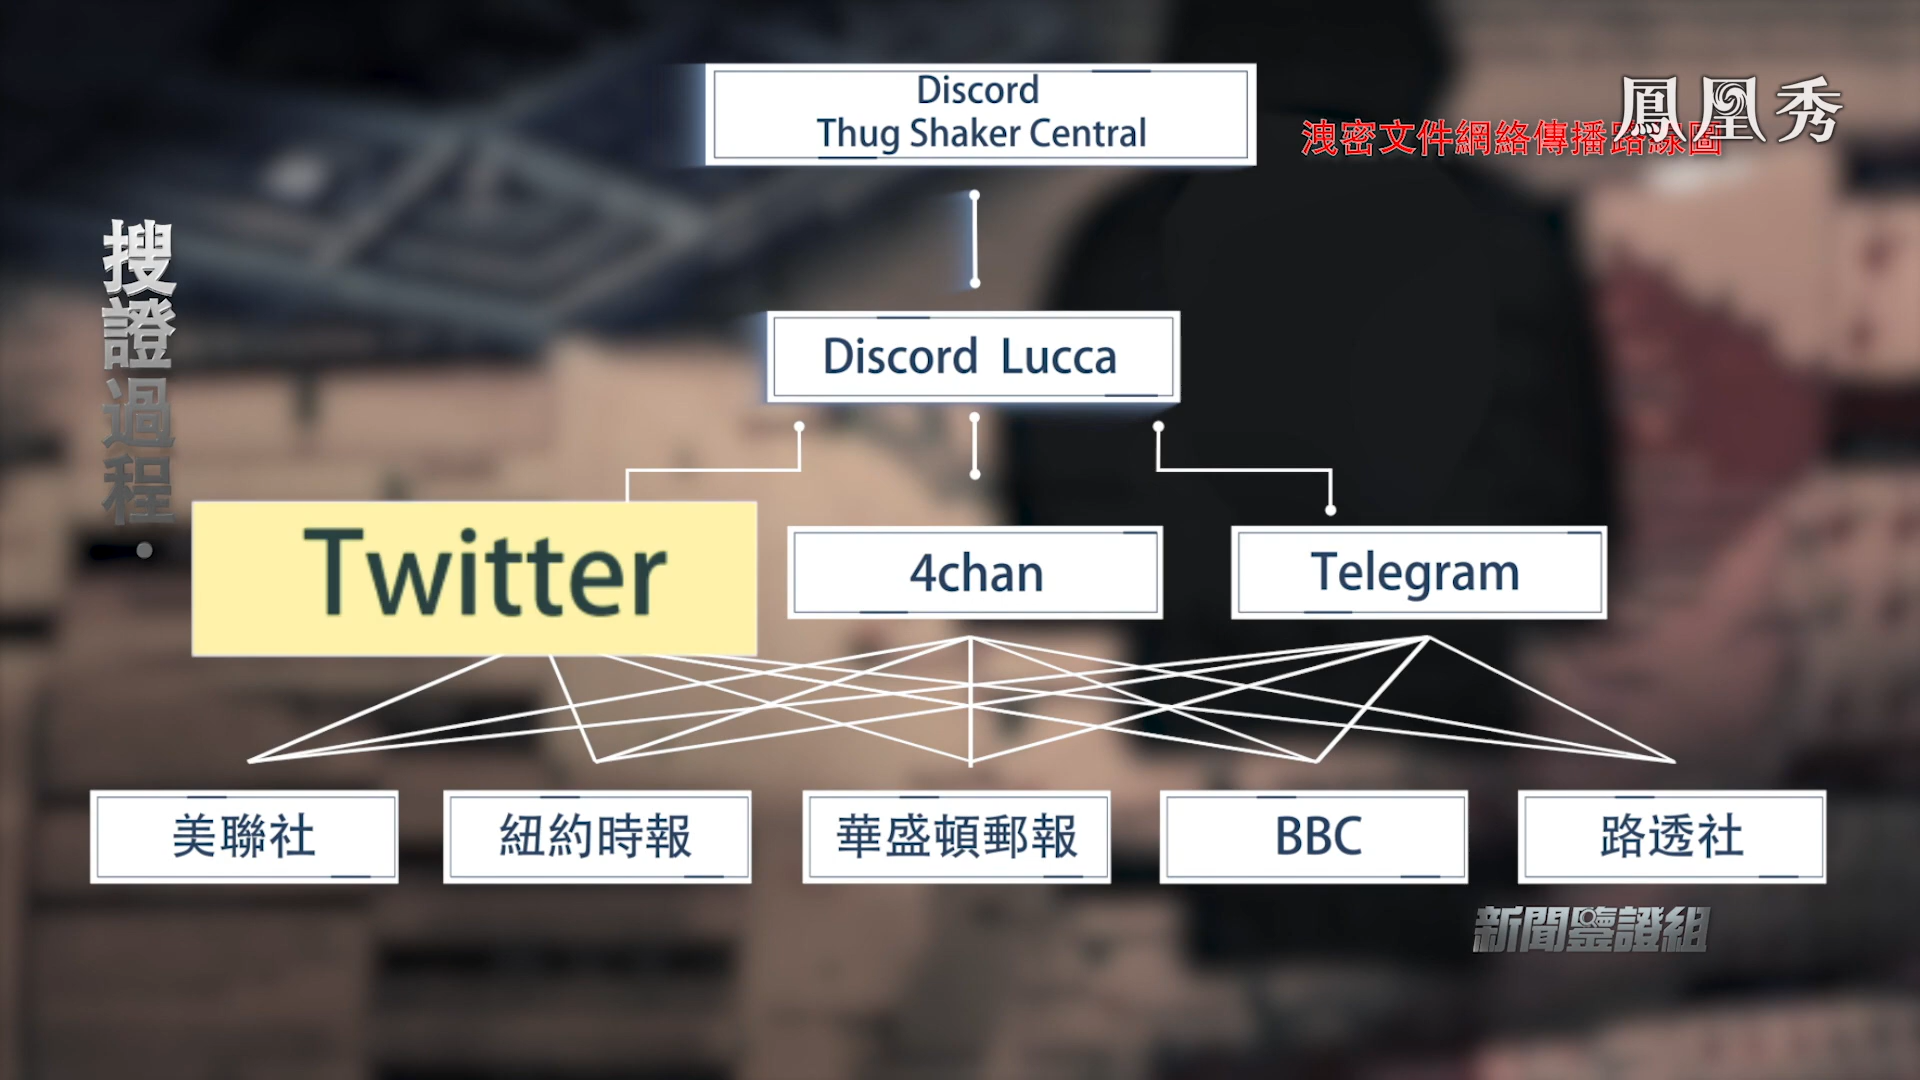 Discord
Thug Shaker Central
鳳凰秀
洩密文件網絡傳播路線圖
搜證過程
Discord Lucca
Twitter
4chan
Telegram
美聯社
紐約時報
華盛頓郵報
BBC
路透社
新聞鑒證組